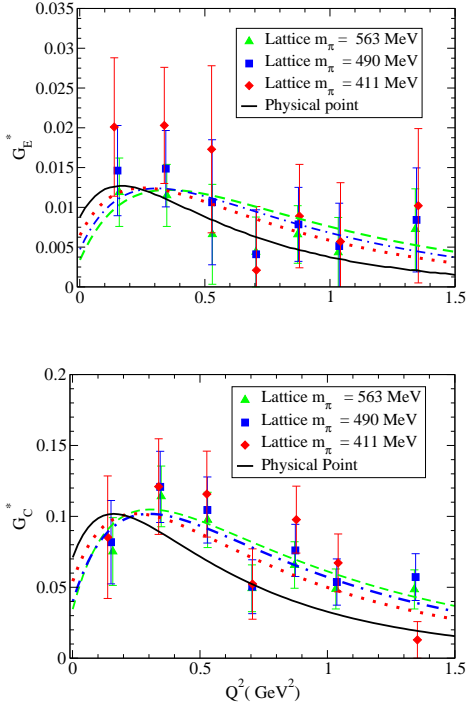 0.035
0.03
0.025
0.02
0.015
0.01
0.005
0
G_E^*
Lattice m_π = 563 MeV
Lattice m_π = 490 MeV
Lattice m_π = 411 MeV
Physical point
0 0.5 1 1.5
0.2
0.15
0.1
0.05
0
G_C^*
Lattice m_π = 563 MeV
Lattice m_π = 490 MeV
Lattice m_π = 411 MeV
Physical Point
0 0.5 1 1.5
Q^2( GeV^2)